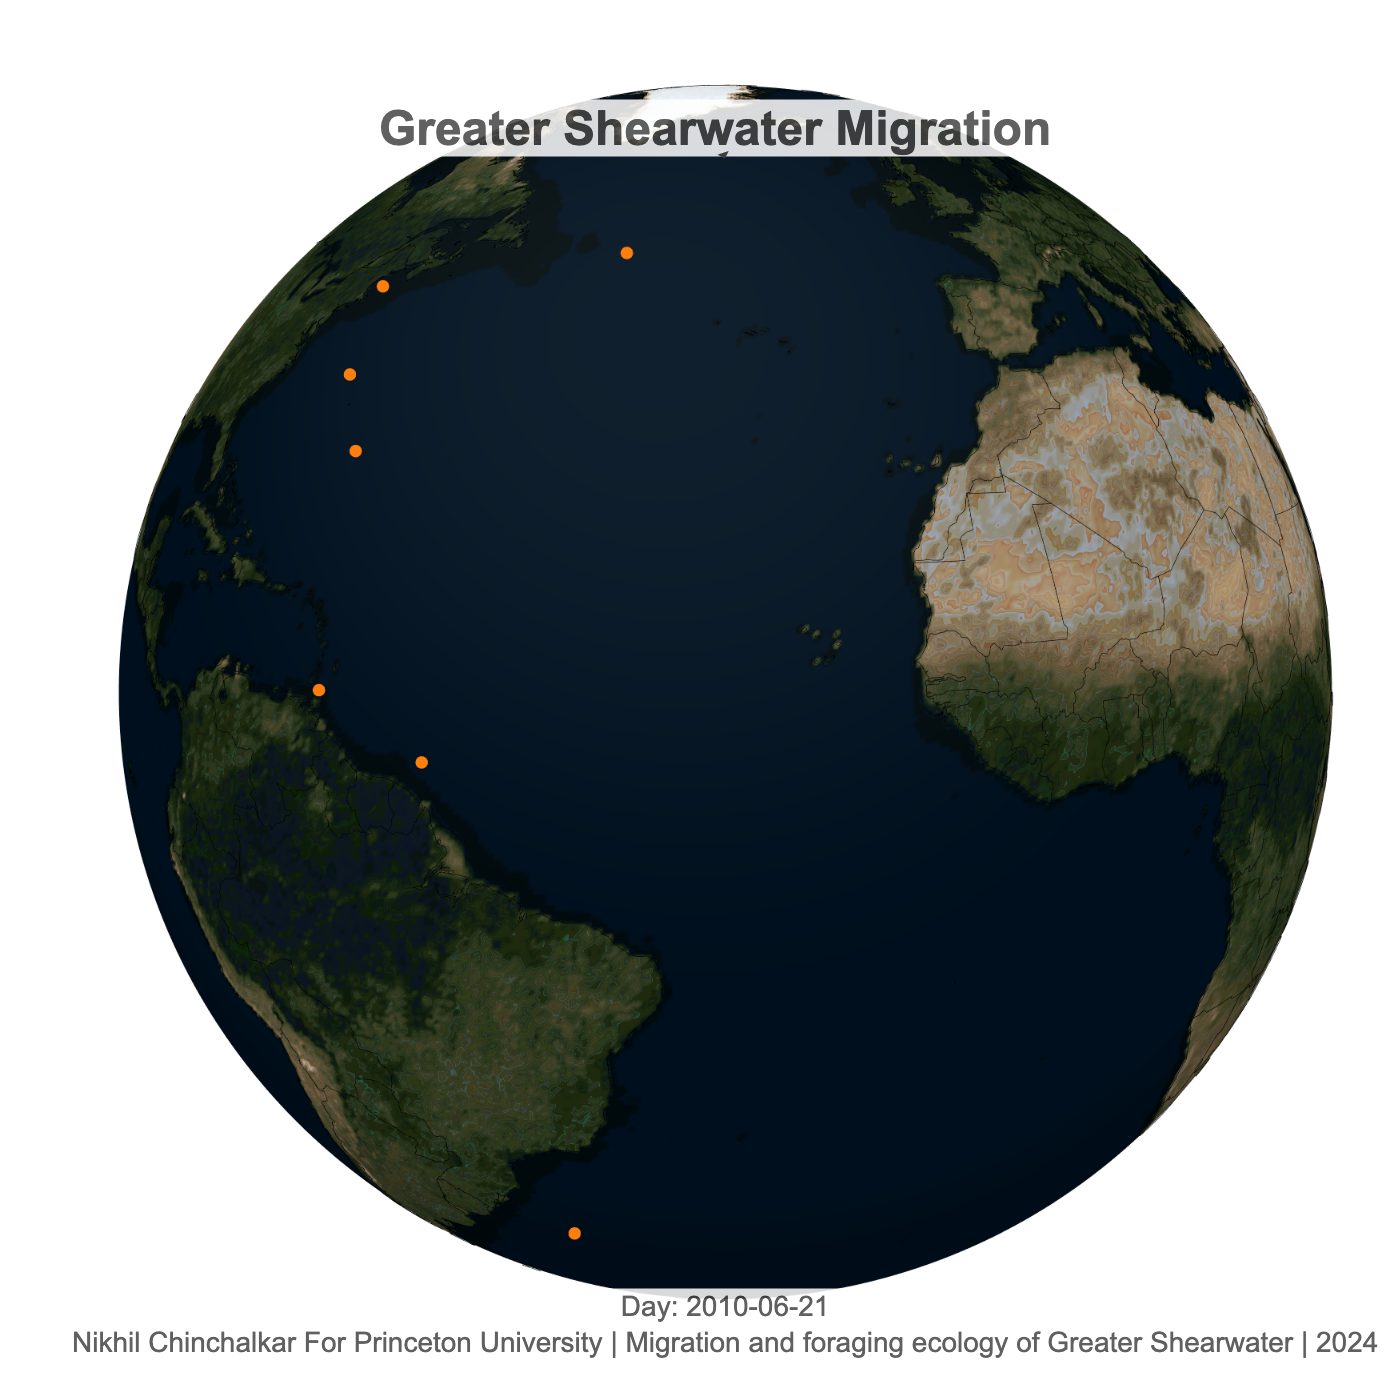 Greater Shearwater Migration
Day: 2010-06-21
Nikhil Chinchalkar For Princeton University | Migration and foraging ecology of Greater Shearwater | 2024